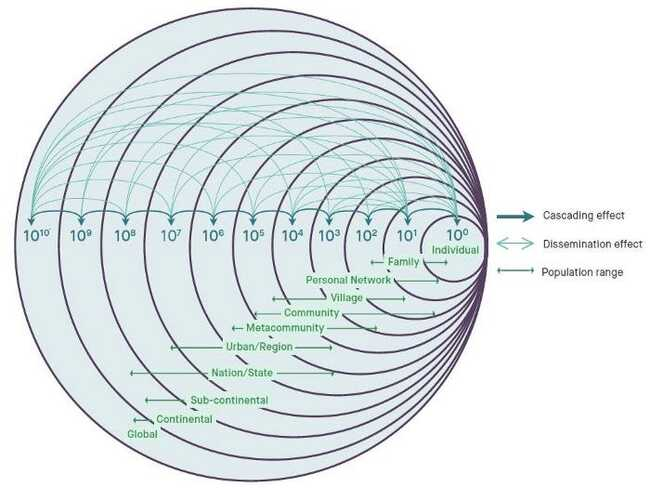 10¹⁰ 10⁹ 10⁸ 10⁷ 10⁶ 10⁵ 10⁴ 10³ 10² 10¹ 10⁰
Individual
Family
Personal Network
Village
Community
Metacommunity
Urban/Region
Nation/State
Sub-continental
Continental
Global
Cascading effect
Dissemination effect
Population range